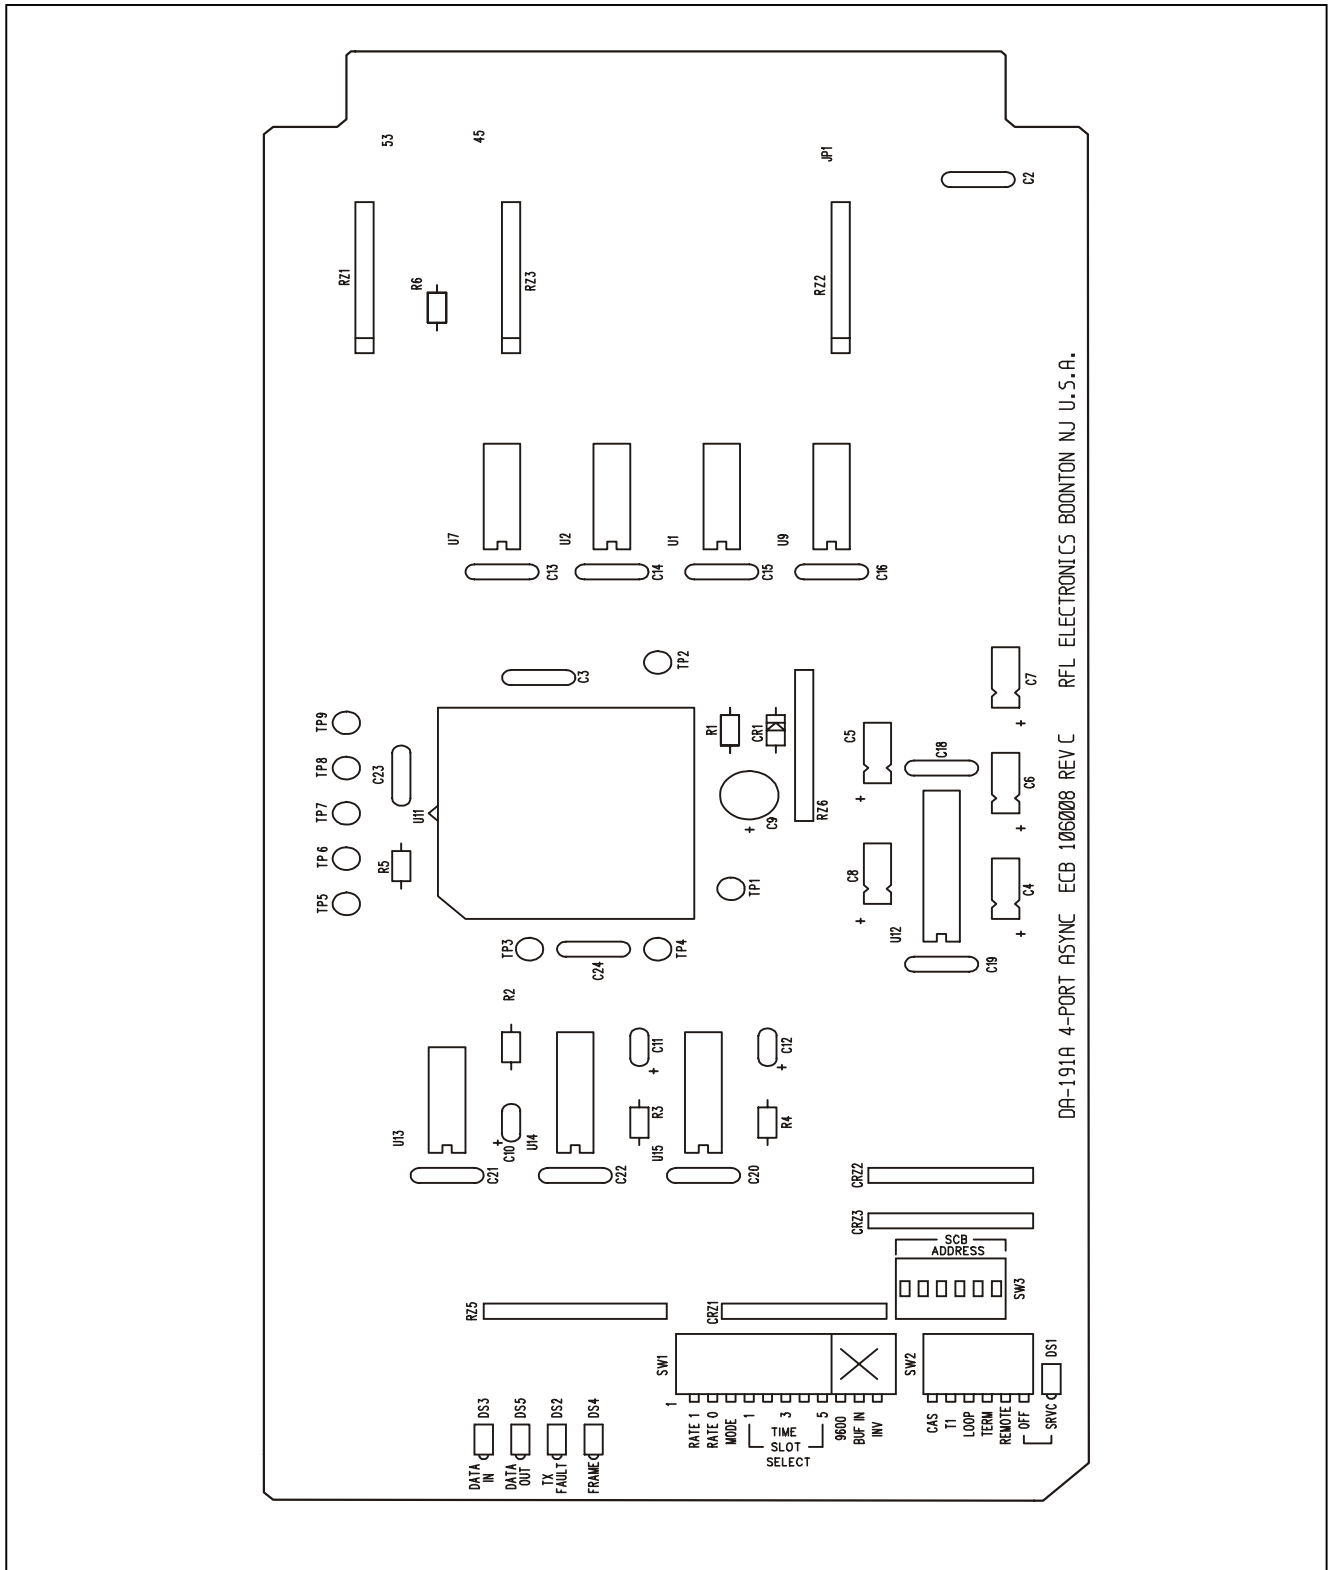 53
45
JP1
C2
RZ1
R6
RZ3
RZ2
U7
U2
U1
U9
C13
C14
C15
C16
C3
TP2
C7
TP9
TP8
TP7
TP6
TP5
C23
U11
R5
R1
CR1
C9
+
RZ6
C5
+
C18
+
C6
+
C8
+
TP1
C4
+
U12
C19
TP3
C24
TP4
R2
C11
+
C12
+
U13
C10
+
U14
R3
U15
R4
C21
C22
C20
CRZ2
CRZ3
SCB
ADDRESS
SW3
RZ5
CRZ1
SW1
1
SW2
DS1
DS3
DS5
DS2
DS4
DATA
IN
DATA
OUT
TX
FAULT
FRAME
RATE 1
RATE 0
MODE
1
3
5
TIME
SLOT
SELECT
9600
BUF IN
INV
CAS
T1
LOOP
TERM
REMOTE
OFF
SRVC
DA-191A 4-PORT ASYNC ECB 106008 REV C RFL ELECTRONICS BOONTON NJ U.S.A.